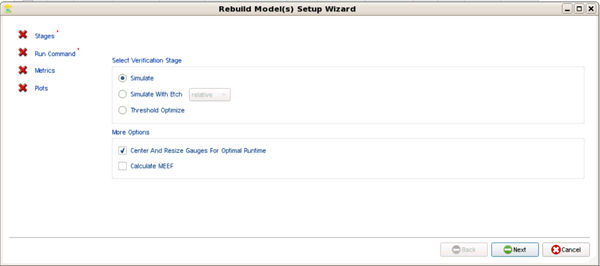 Rebuild Model(s) Setup Wizard
Stages *
Run Command *
Metrics
Plots
Select Verification Stage
Simulate
Simulate With Etch relative
Threshold Optimize
More Options
Center And Resize Gauges For Optimal Runtime
Calculate MEEF
Back Next Cancel